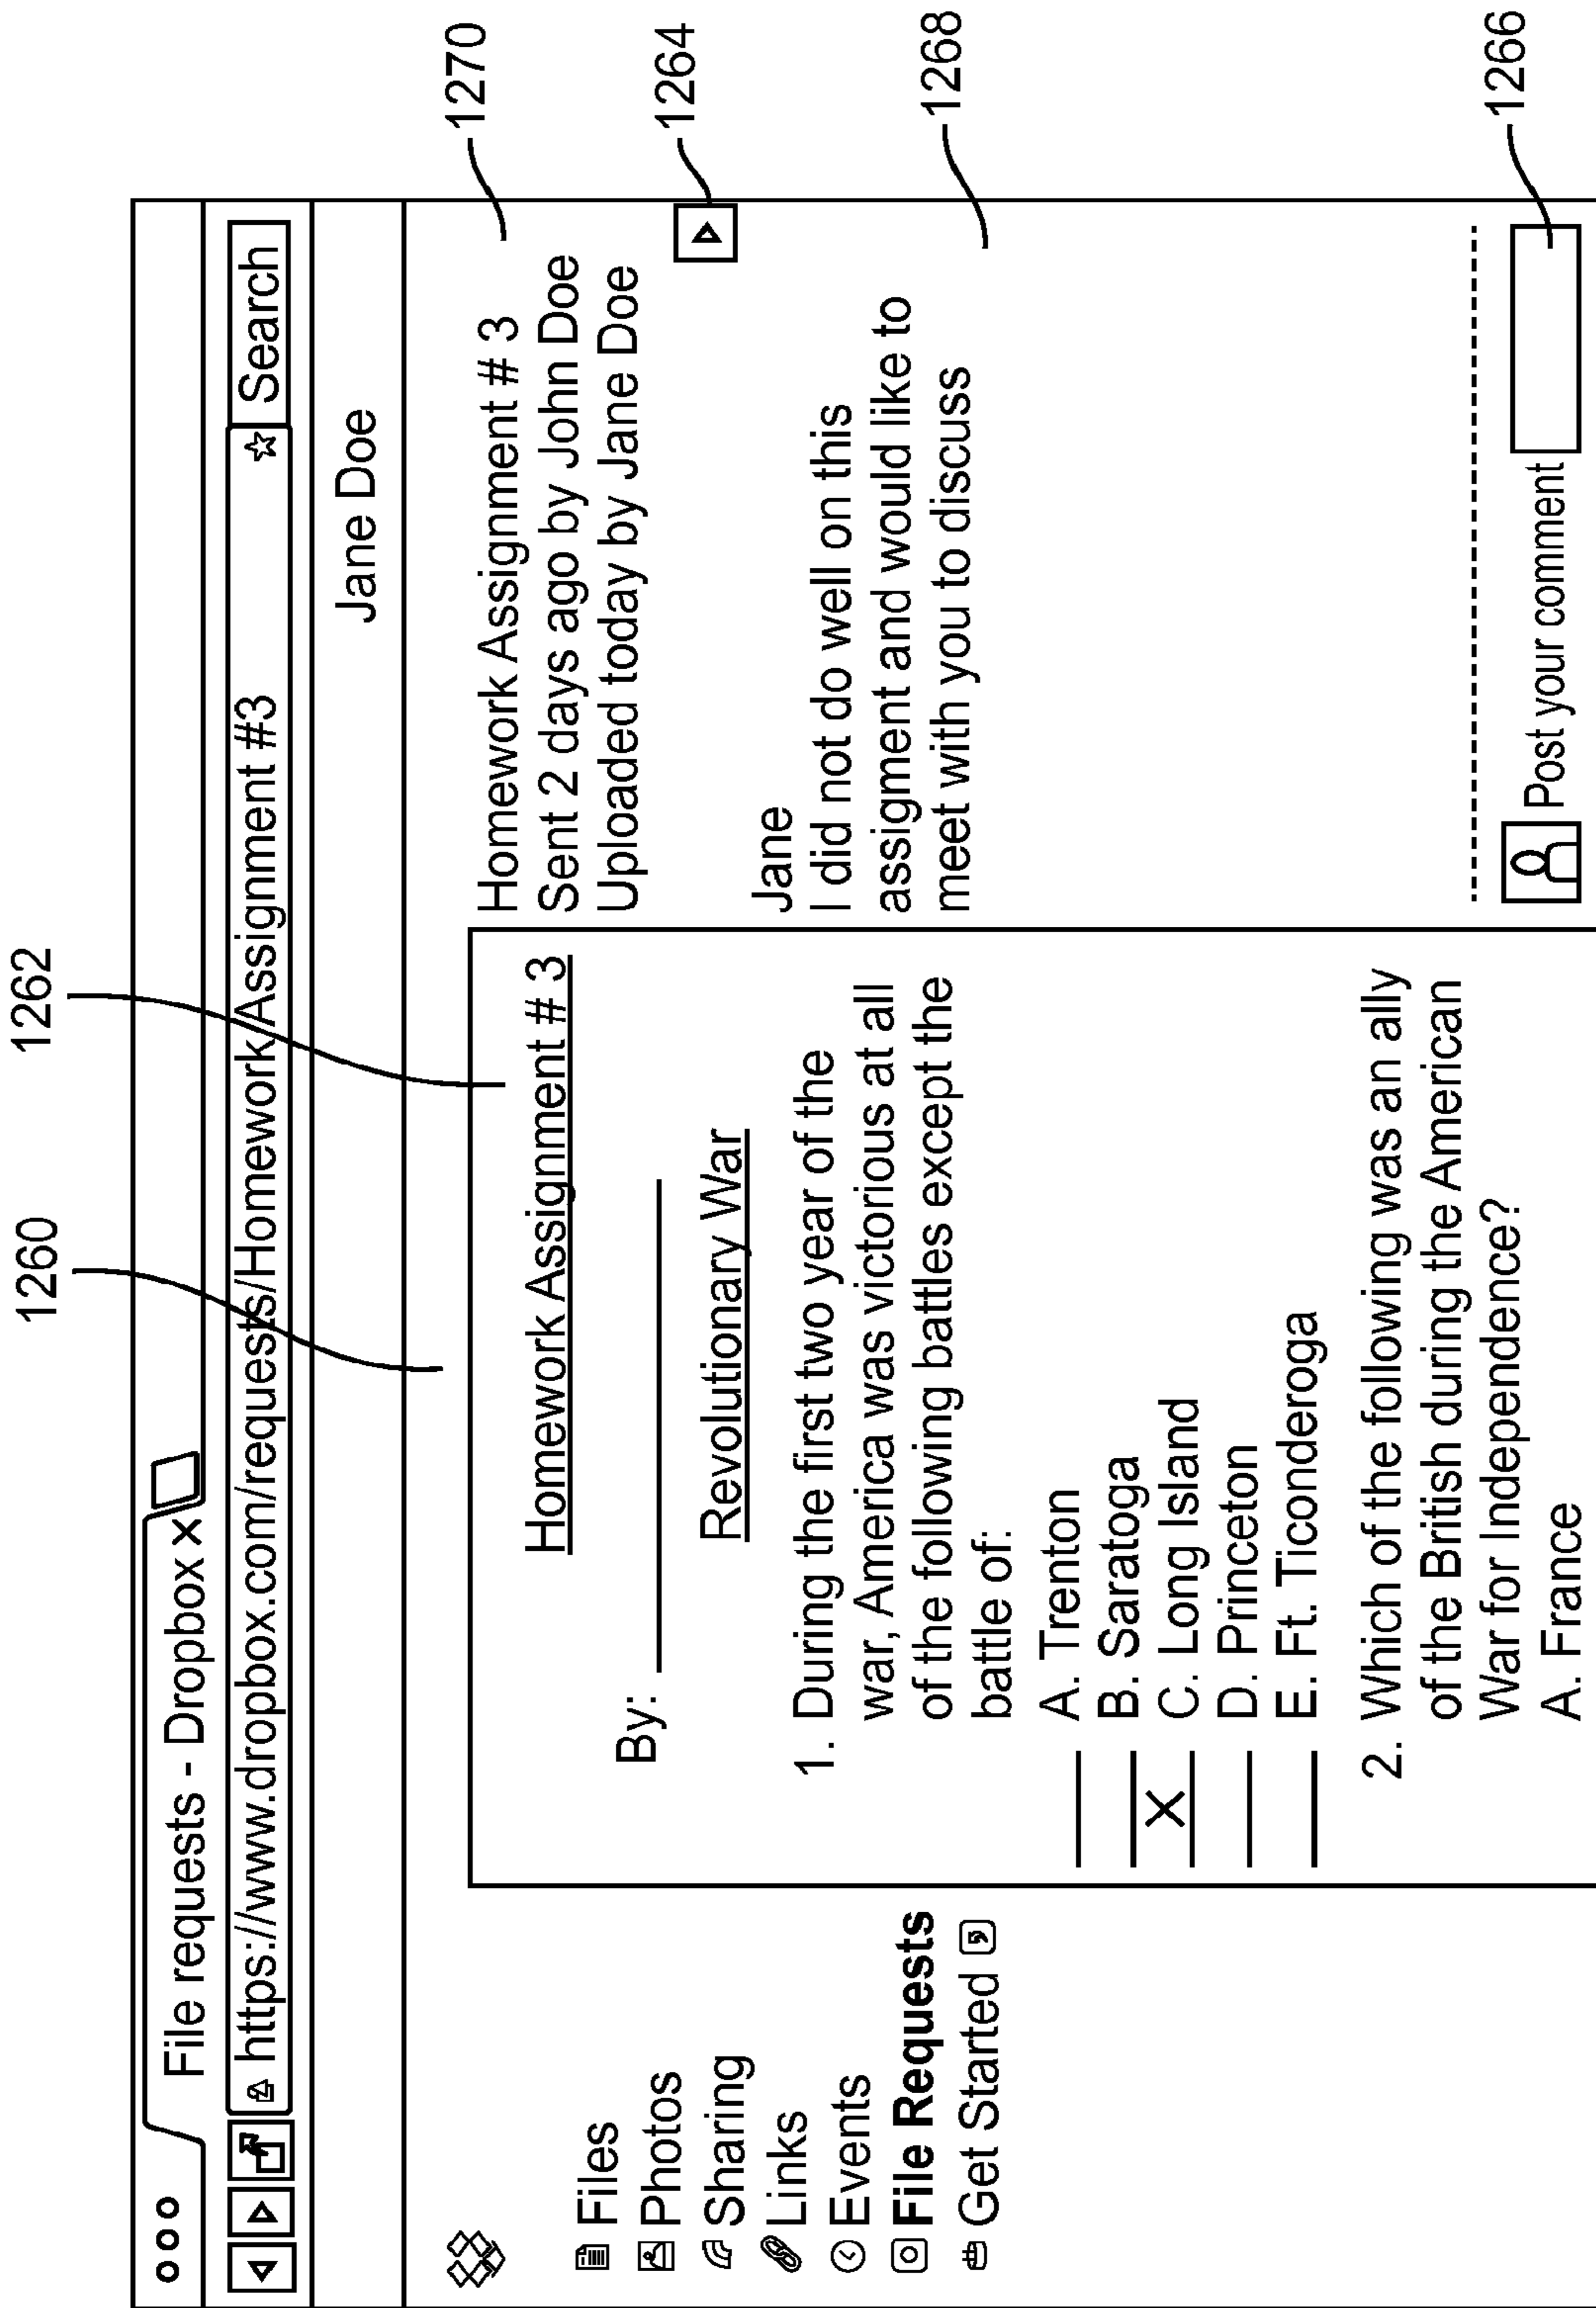 1260
1262
File requests - Dropbox X
https://www.dropbox.com/requests/Homework/Assignment #3
Search
Jane Doe
Files
Photos
Sharing
Links
Events
File Requests
Get Started
Homework Assignment # 3
By:
Revolutionary War
1. During the first two year of the
war, America was victorious at all
of the following battles except the
battle of:
A. Trenton
B. Saratoga
X C. Long Island
D. Princeton
E. Ft. Ticonderoga
2. Which of the following was an ally
of the British during the American
War for Independence?
A. France
Homework Assignment # 3
Sent 2 days ago by John Doe
Uploaded today by Jane Doe
Jane
I did not do well on this
assigment and would like to
meet with you to discuss
Post your comment
1270
1264
1268
1266